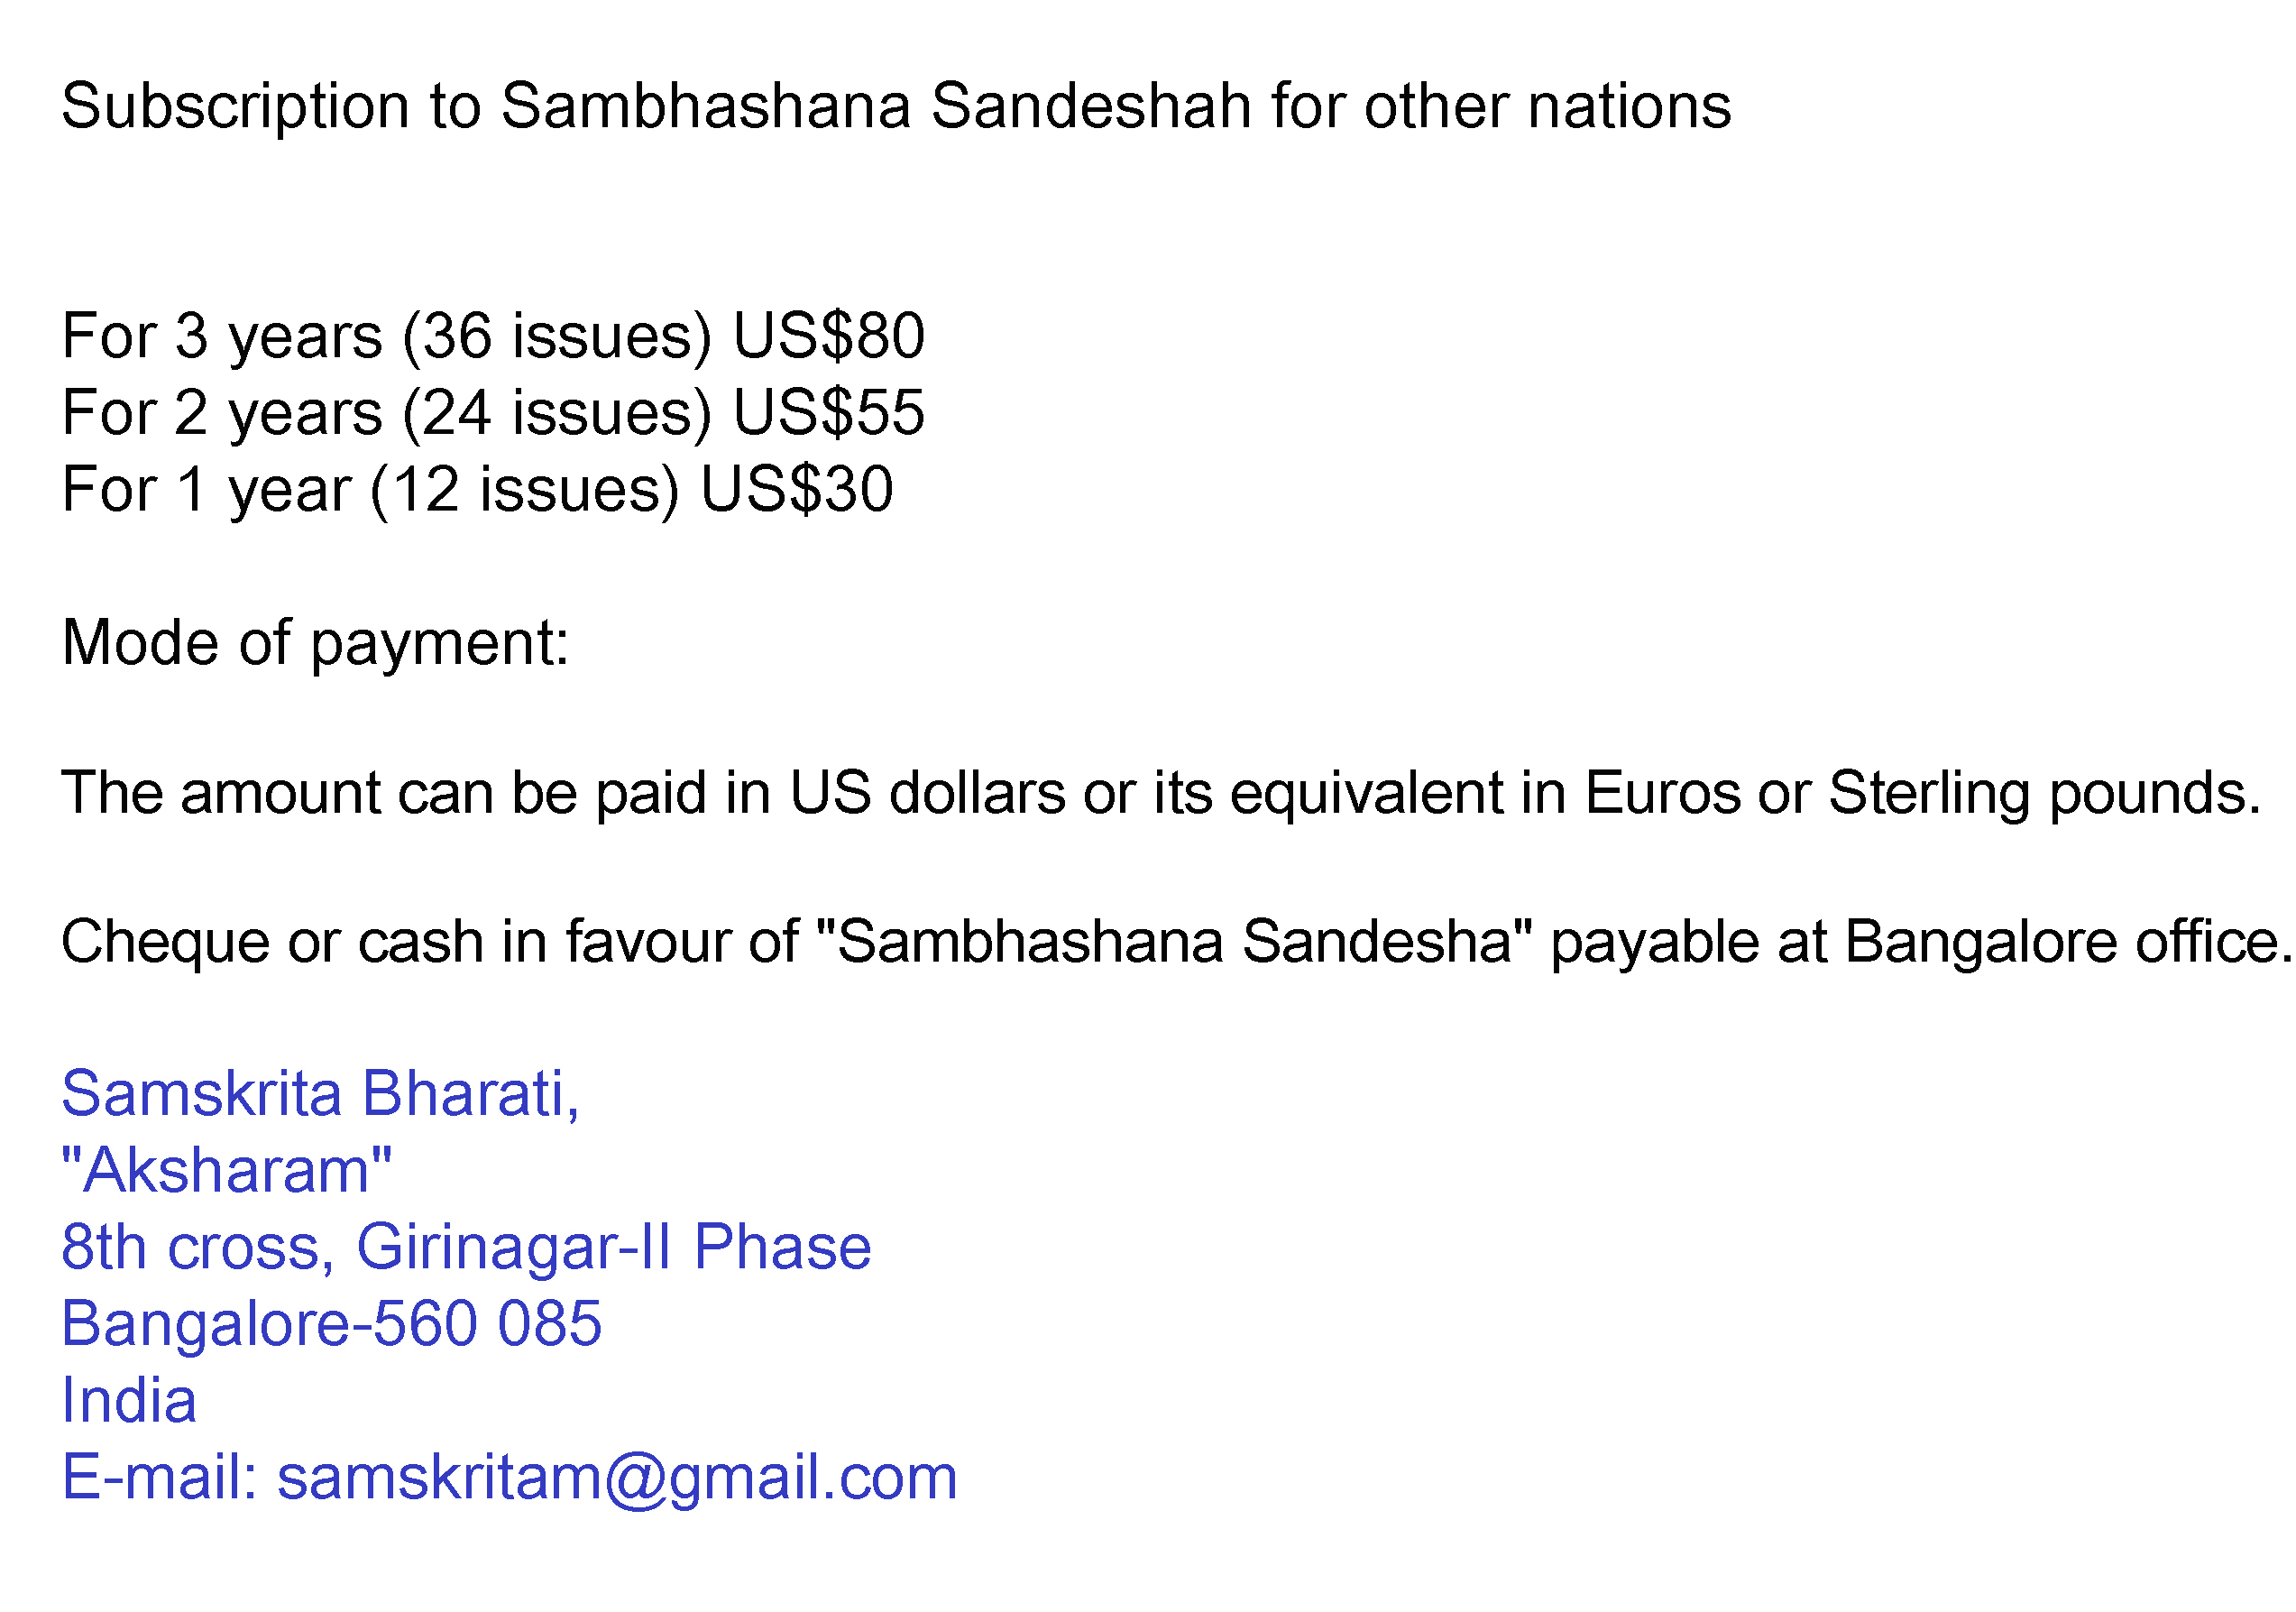 Subscription to Sambhashana Sandeshah for other nations
For 3 years (36 issues) US$80
For 2 years (24 issues) US$55
For 1 year (12 issues) US$30
Mode of payment:
The amount can be paid in US dollars or its equivalent in Euros or Sterling pounds.
Cheque or cash in favour of "Sambhashana Sandesha" payable at Bangalore office.
Samskrita Bharati,
"Aksharam"
8th cross, Girinagar-II Phase
Bangalore-560 085
India
E-mail: samskritam@gmail.com